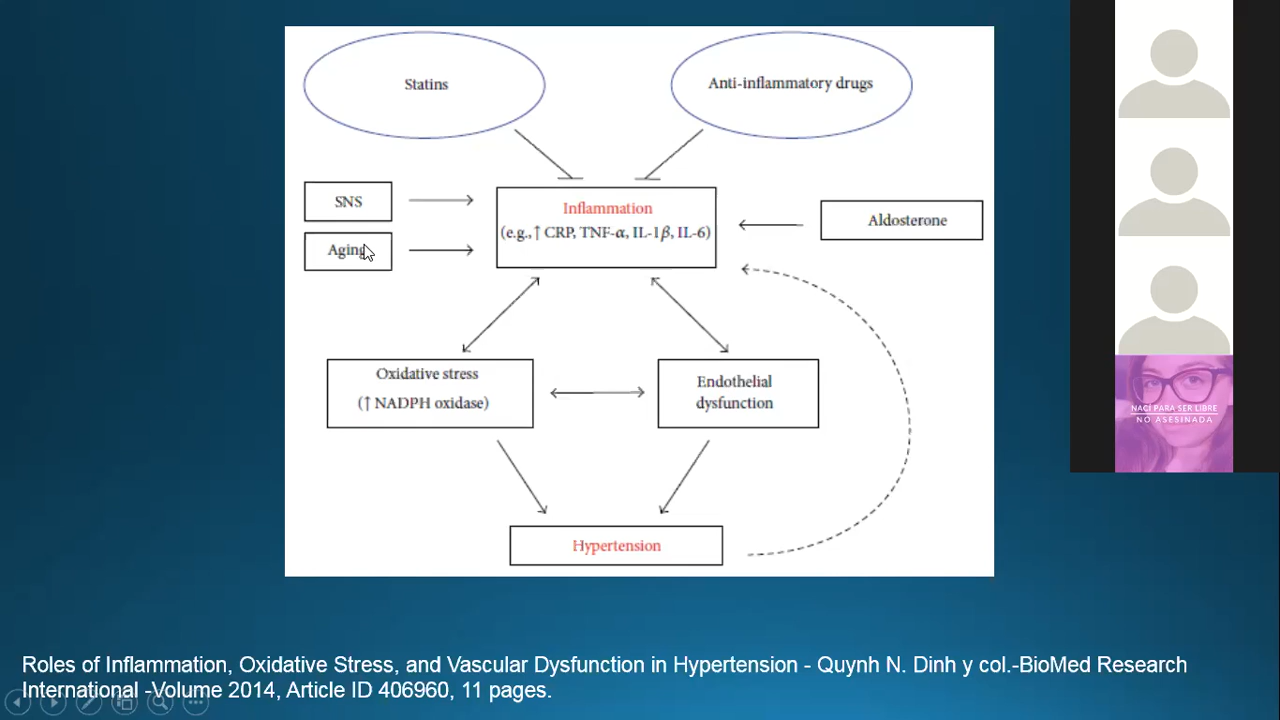 Statins
Anti-inflammatory drugs
SNS
Aging
Inflammation
(e.g., ↑ CRP, TNF-α, IL-1β, IL-6)
Aldosterone
Oxidative stress
(↑ NADPH oxidase)
Endothelial
dysfunction
Hypertension
NACÍ PARA SER LIBRE
NO ASESINADA
Roles of Inflammation, Oxidative Stress, and Vascular Dysfunction in Hypertension - Quynh N. Dinh y col.-BioMed Research
International -Volume 2014, Article ID 406960, 11 pages.